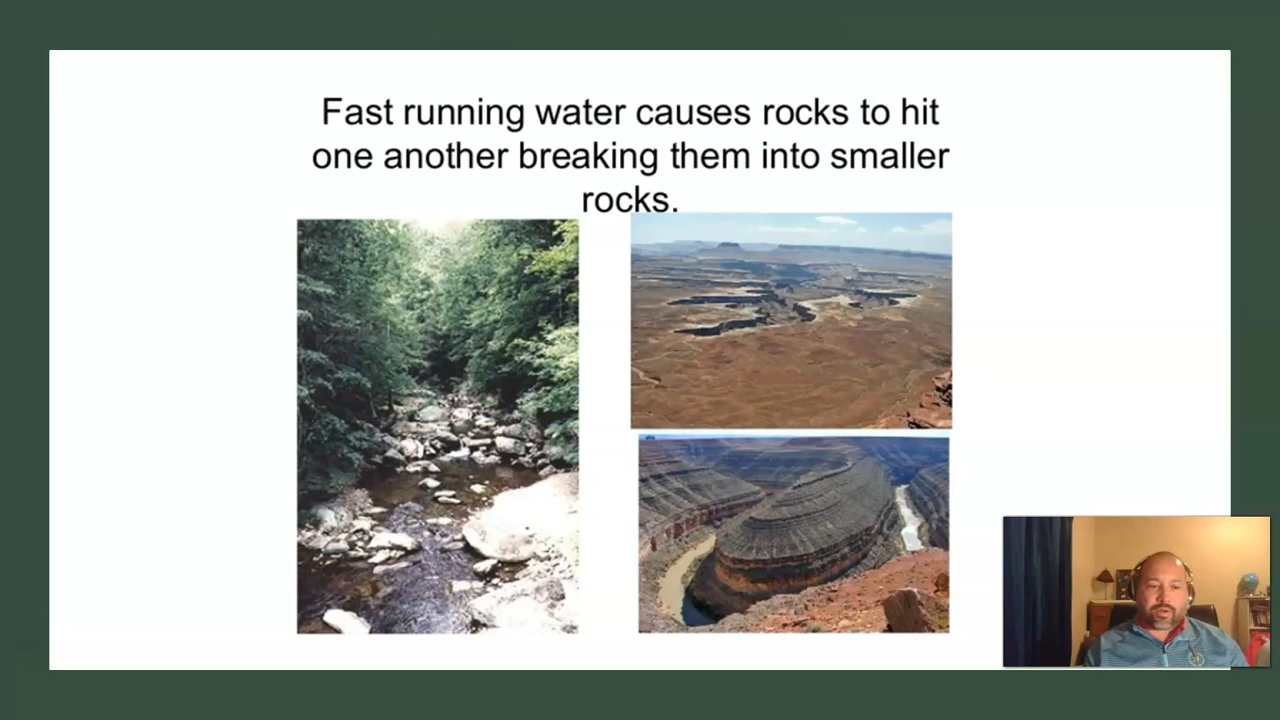 Fast running water causes rocks to hit
one another breaking them into smaller
rocks.